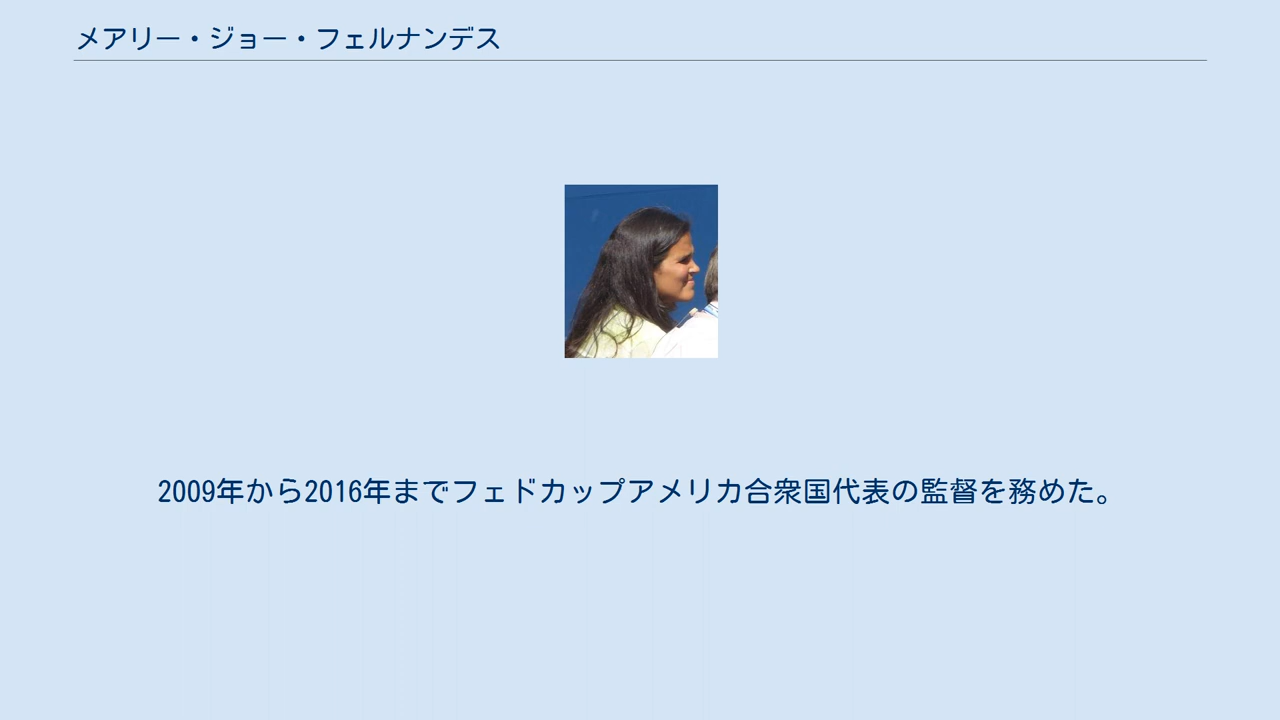 メアリー・ジョー・フェルナンデス
2009年から2016年までフェドカップアメリカ合衆国代表の監督を務めた。